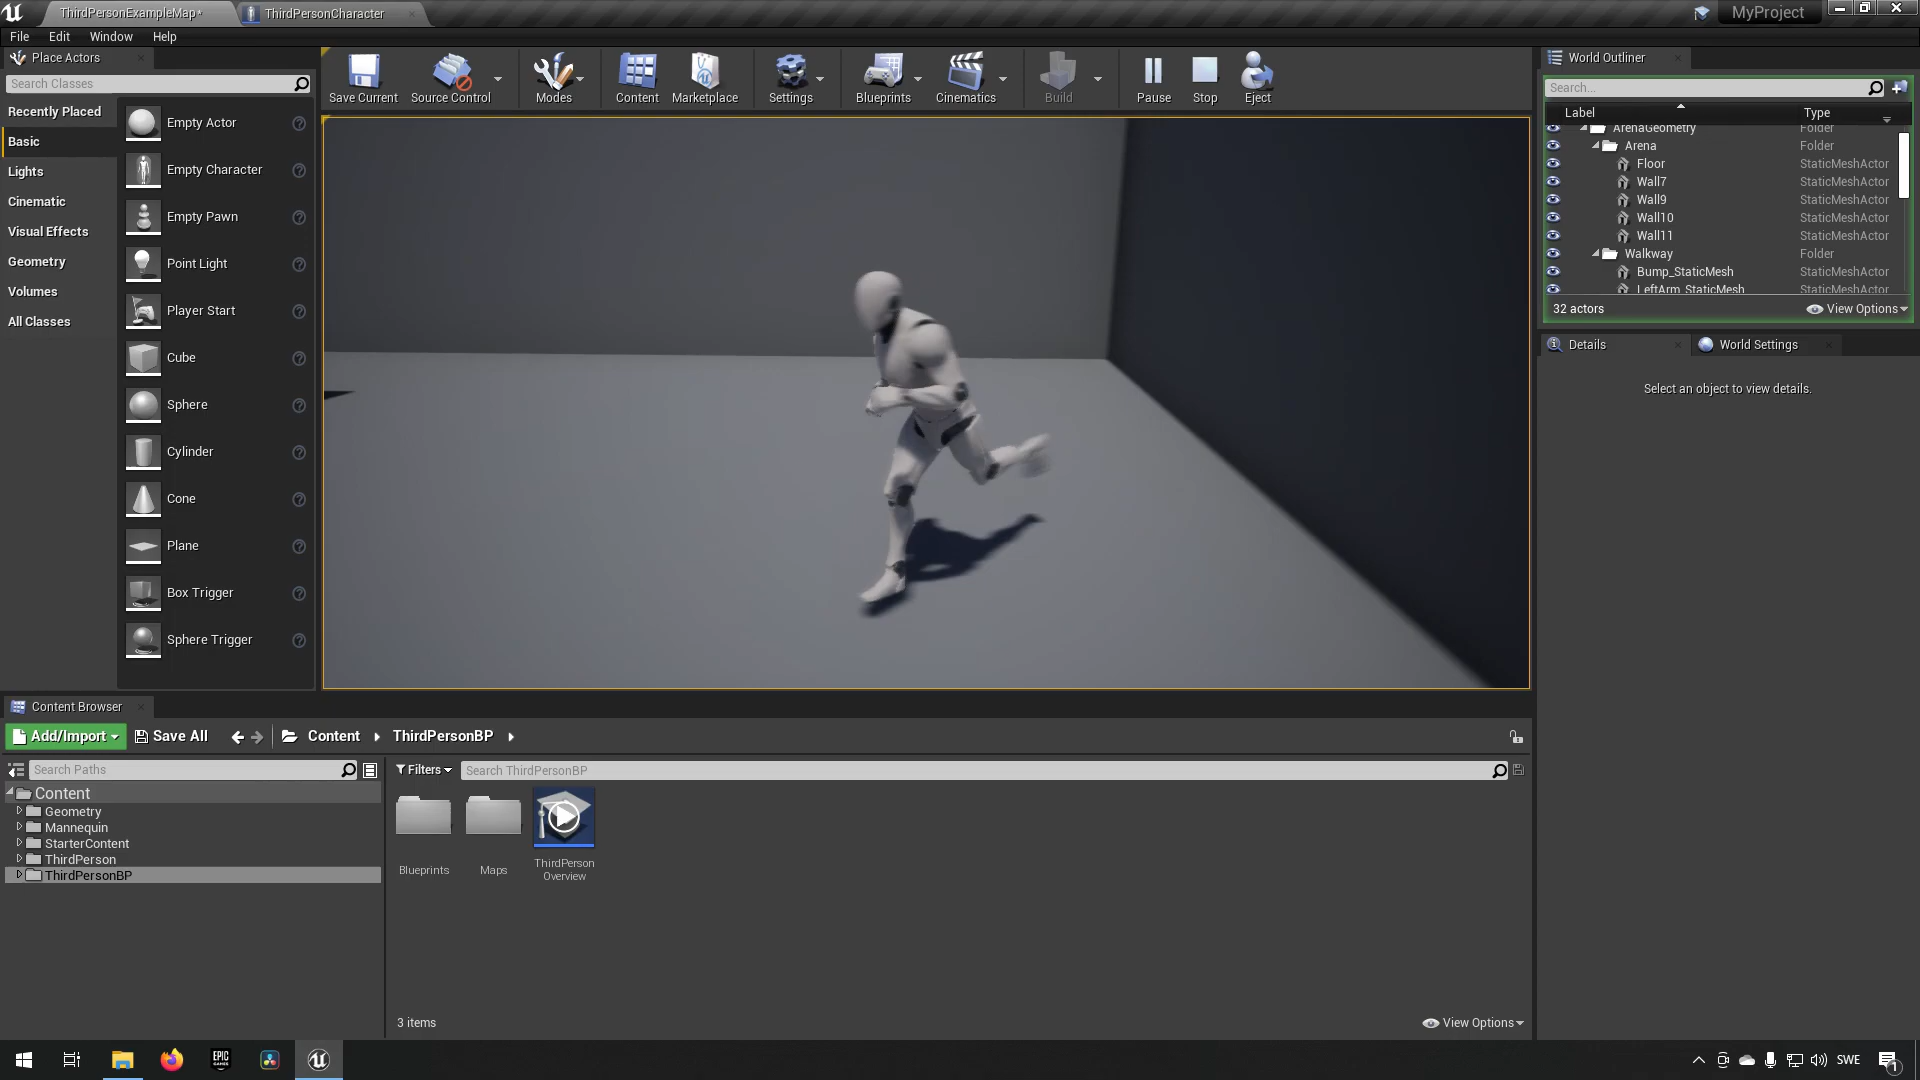 ThirdPersonExampleMap*
ThirdPersonCharacter
MyProject
File Edit Window Help
Place Actors
Search Classes
Recently Placed
Basic
Lights
Cinematic
Visual Effects
Geometry
Volumes
All Classes
Empty Actor
Empty Character
Empty Pawn
Point Light
Player Start
Cube
Sphere
Cylinder
Cone
Plane
Box Trigger
Sphere Trigger
Save Current
Source Control
Modes
Content
Marketplace
Settings
Blueprints
Cinematics
Build
Pause
Stop
Eject
World Outliner
Search...
Label Type
ArenaGeometry Folder
Arena Folder
Floor StaticMeshActor
Wall7 StaticMeshActor
Wall9 StaticMeshActor
Wall10 StaticMeshActor
Wall11 StaticMeshActor
Walkway Folder
Bump_StaticMesh StaticMeshActor
LeftArm_StaticMesh StaticMeshActor
32 actors
View Options
Details
World Settings
Select an object to view details.
Content Browser
Add/Import
Save All
Content
ThirdPersonBP
Search Paths
Content
Geometry
Mannequin
StarterContent
ThirdPerson
ThirdPersonBP
Filters
Search ThirdPersonBP
Blueprints
Maps
ThirdPerson
Overview
3 items
View Options
EPIC
GAMES
SWE
1